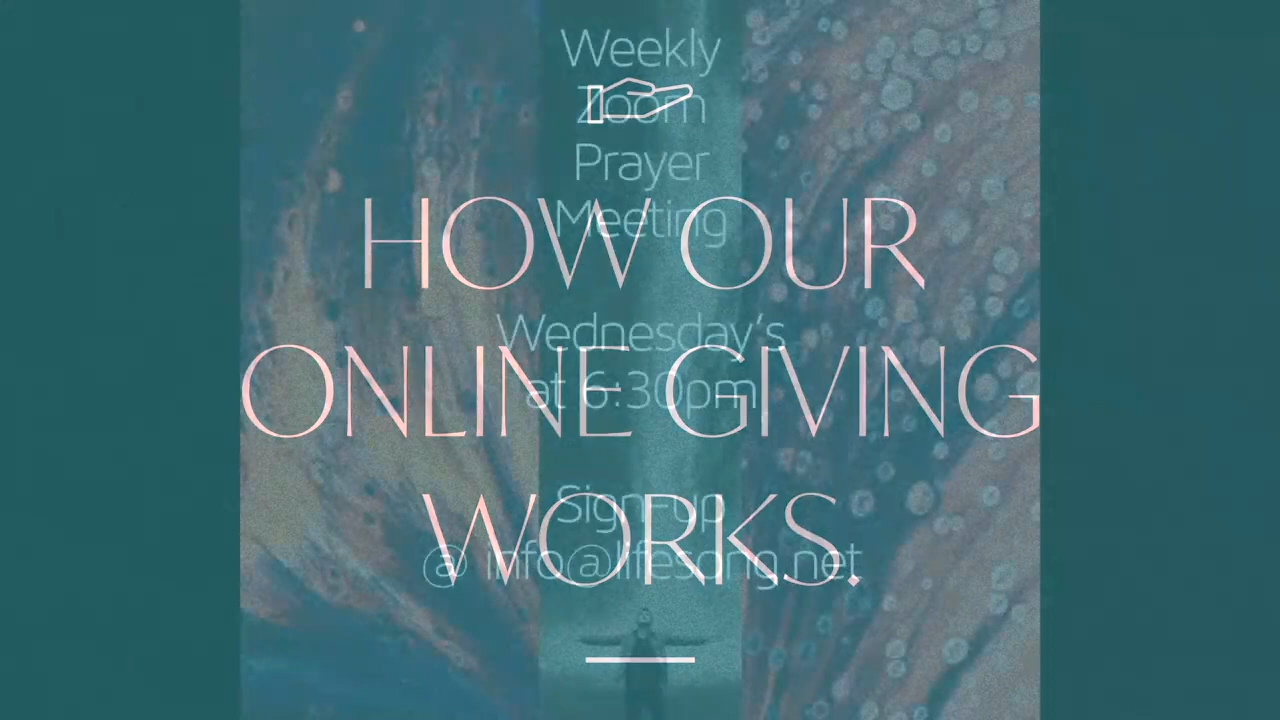 Weekly
Zoom
Prayer
Meeting
Wednesday's
at 6:30pm
Sign-up
@ info@lifesong.net
HOW OUR
ONLINE GIVING
WORKS.